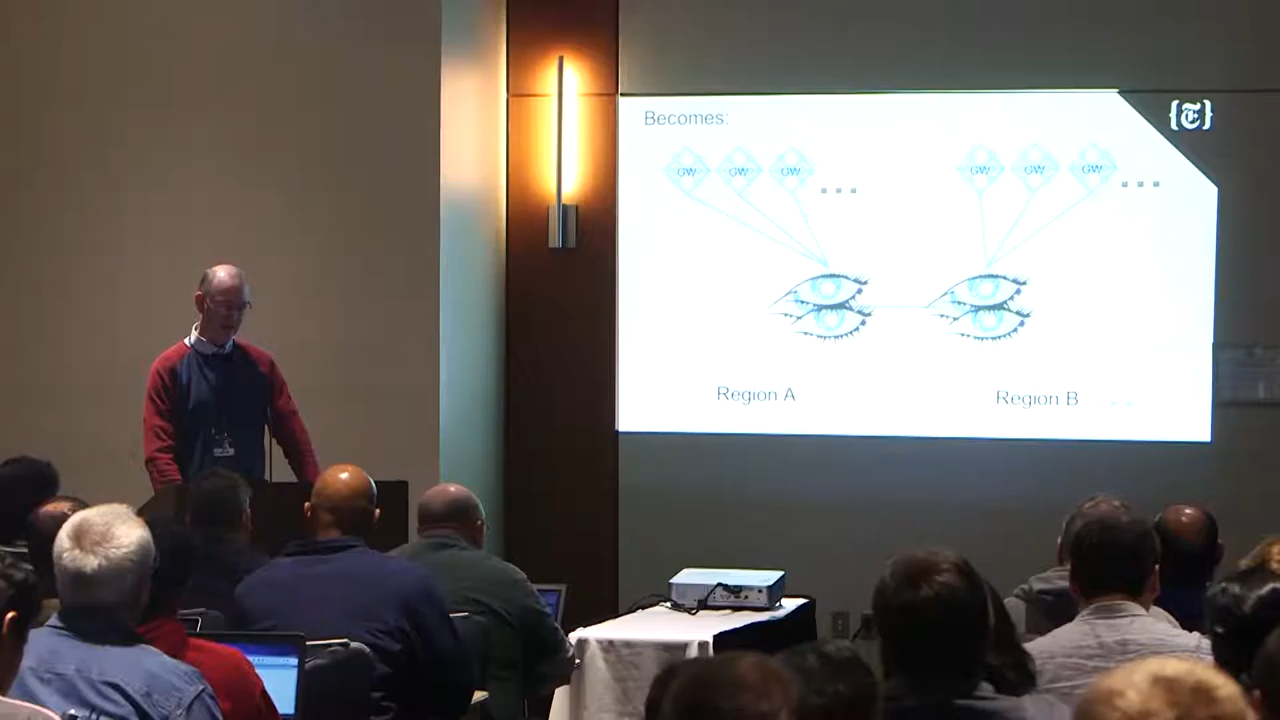 Becomes:
{T}
GW GW GW ...
GW GW GW ...
Region A
Region B